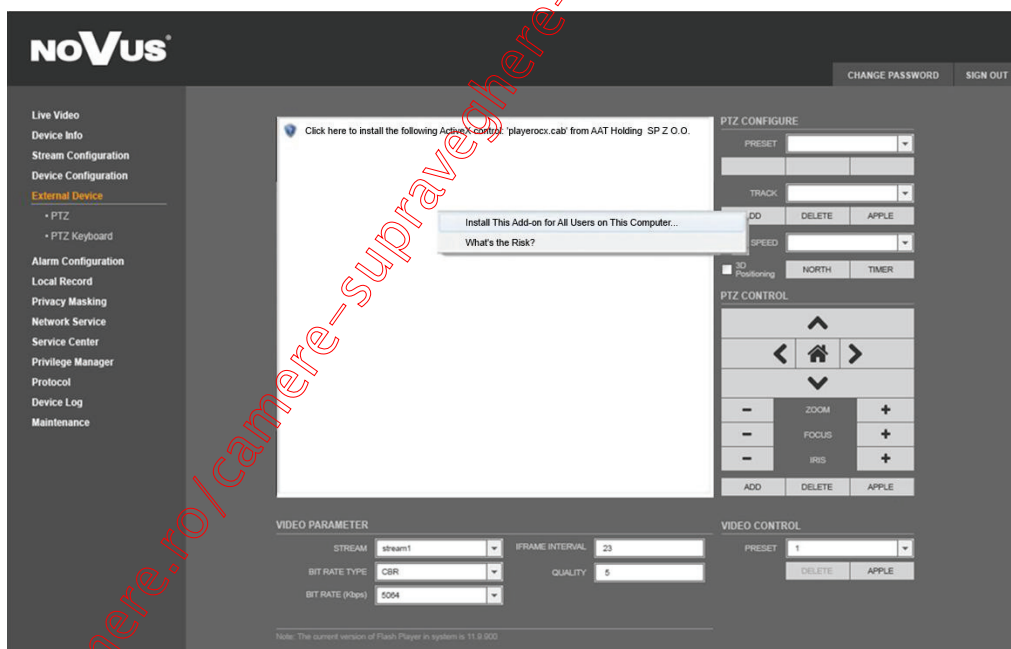 NOVUS
CHANGE PASSWORD SIGN OUT
Live Video
Device Info
Stream Configuration
Device Configuration
External Device
• PTZ
• PTZ Keyboard
Alarm Configuration
Local Record
Privacy Masking
Network Service
Service Center
Privilege Manager
Protocol
Device Log
Maintenance
Click here to install the following ActiveX control: 'playerocx.cab' from AAT Holding SP Z O.O.
Install This Add-on for All Users on This Computer...
What's the Risk?
PTZ CONFIGURE
PRESET
TRACK
DELETE APPLE
SPEED
3D
Positioning
NORTH TIMER
PTZ CONTROL
ZOOM
FOCUS
IRIS
ADD DELETE APPLE
VIDEO PARAMETER
STREAM stream1 IFRAME INTERVAL 23
BIT RATE TYPE CBR QUALITY 5
BIT RATE (Kbps) 5064
VIDEO CONTROL
PRESET 1
DELETE APPLE
Note: The current version of Flash Player in system is 11.9.900.
mere.ro/camere-supraveghere